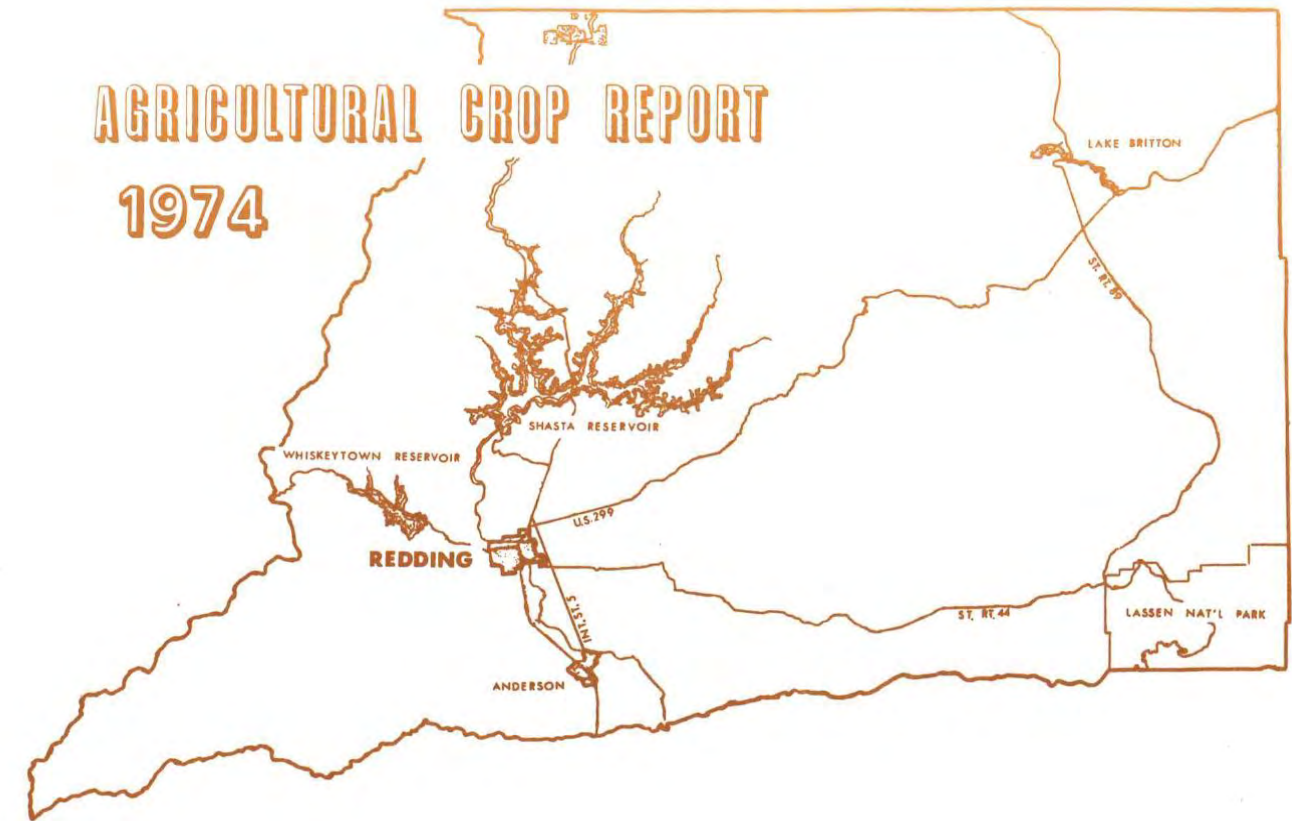 AGRICULTURAL CROP REPORT
1974
LAKE BRITTON
ST. RT. 89
SHASTA RESERVOIR
WHISKEYTOWN RESERVOIR
U.S. 299
REDDING
INT. ST. 5
ST. RT. 44
LASSEN NAT'L PARK
ANDERSON